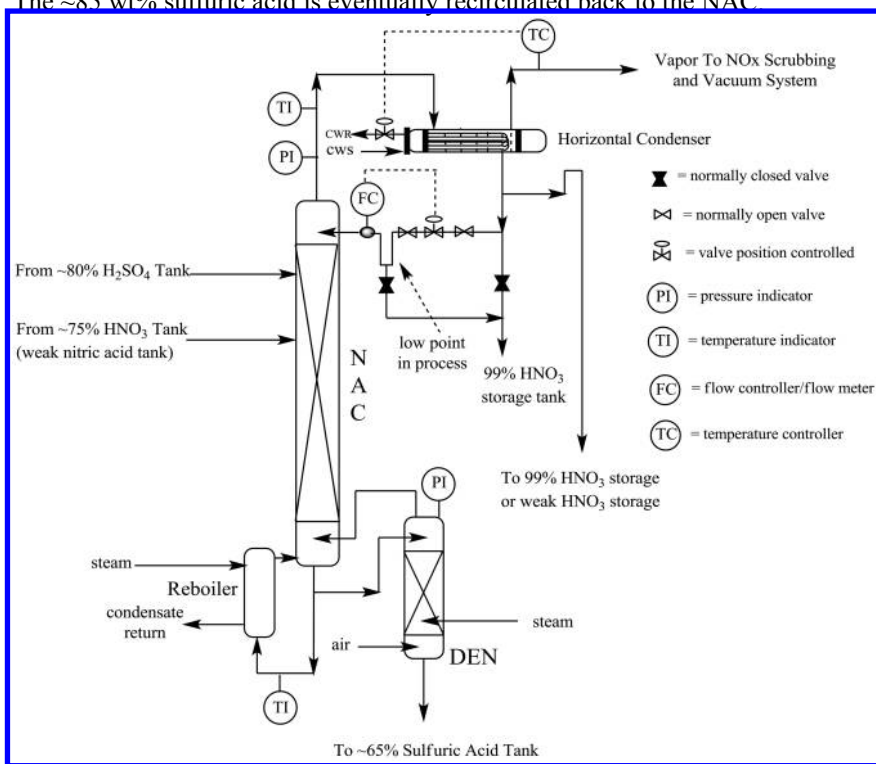 The ~85 wt% sulfuric acid is eventually recirculated back to the NAC.
TC
Vapor To NOx Scrubbing
and Vacuum System
TI
CWR
cws
Horizontal Condenser
PI
FC
= normally closed valve
= normally open valve
= valve position controlled
From ~80% H₂SO₄ Tank
PI = pressure indicator
From ~75% HNO₃ Tank
(weak nitric acid tank)
TI = temperature indicator
N
A
C
low point
in process
99% HNO₃
storage tank
FC = flow controller/flow meter
TC = temperature controller
PI
To 99% HNO₃ storage
or weak HNO₃ storage
steam
Reboiler
condensate
return
steam
air
DEN
TI
To ~65% Sulfuric Acid Tank